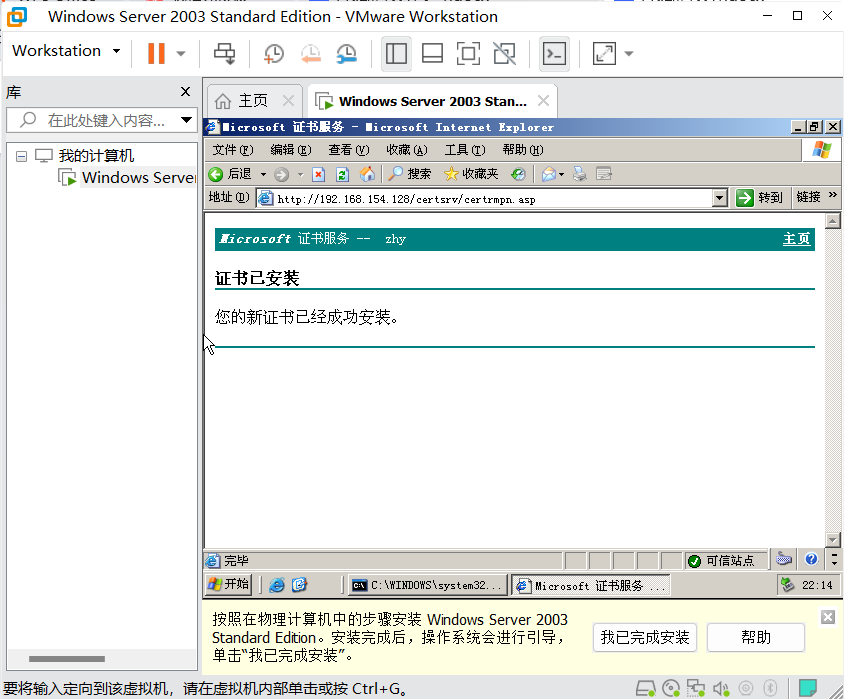 Windows Server 2003 Standard Edition - VMware Workstation
Workstation
库
在此处键入内容...
我的计算机
Windows Serve
主页
Windows Server 2003 Stan...
Microsoft 证书服务 - Microsoft Internet Explorer
文件(F) 编辑(E) 查看(V) 收藏(A) 工具(T) 帮助(H)
后退 搜索 收藏夹
地址(D) http://192.168.154.128/certsrv/certrmpn.asp 转到 链接 »
Microsoft 证书服务 -- zhy 主页
证书已安装
您的新证书已经成功安装。
完毕 可信站点
开始 C:\WINDOWS\system32... Microsoft 证书服务 ... 22:14
按照在物理计算机中的步骤安装 Windows Server 2003
Standard Edition。安装完成后，操作系统会进行引导，
单击“我已完成安装”。
我已完成安装 帮助
要将输入定向到该虚拟机，请在虚拟机内部单击或按 Ctrl+G。